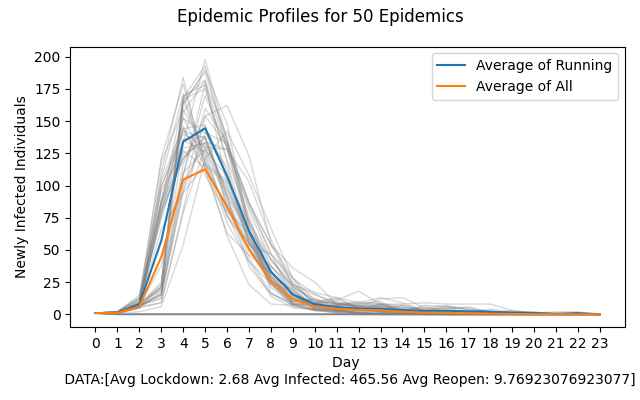 Epidemic Profiles for 50 Epidemics
Newly Infected Individuals
200
175
150
125
100
75
50
25
0
Average of Running
Average of All
0 1 2 3 4 5 6 7 8 9 10 11 12 13 14 15 16 17 18 19 20 21 22 23
Day
DATA:[Avg Lockdown: 2.68 Avg Infected: 465.56 Avg Reopen: 9.76923076923077]